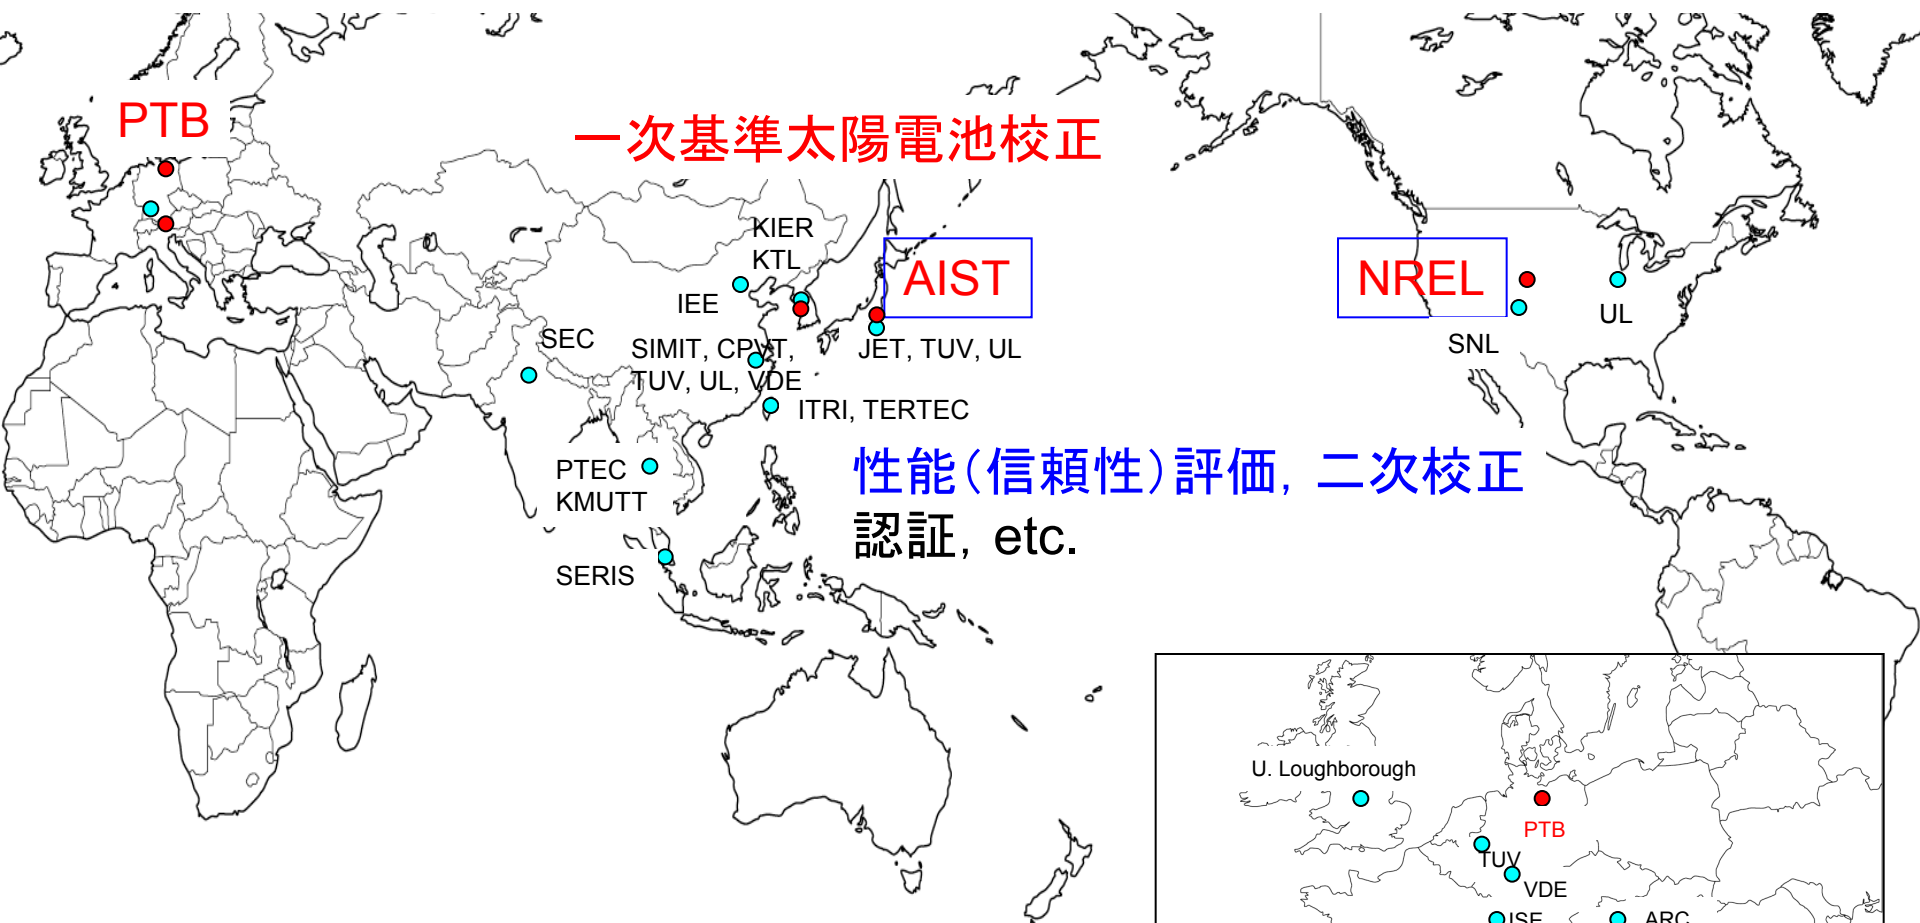 PTB
一次基準太陽電池校正
KIER
KTL
AIST
NREL
IEE
UL
SEC
SIMIT, CPVT,
TUV, UL, VDE
JET, TUV, UL
SNL
ITRI, TERTEC
PTEC
KMUTT
性能（信頼性）評価, 二次校正
認証, etc.
SERIS
U. Loughborough
PTB
TUV
VDE
ISE
ARC